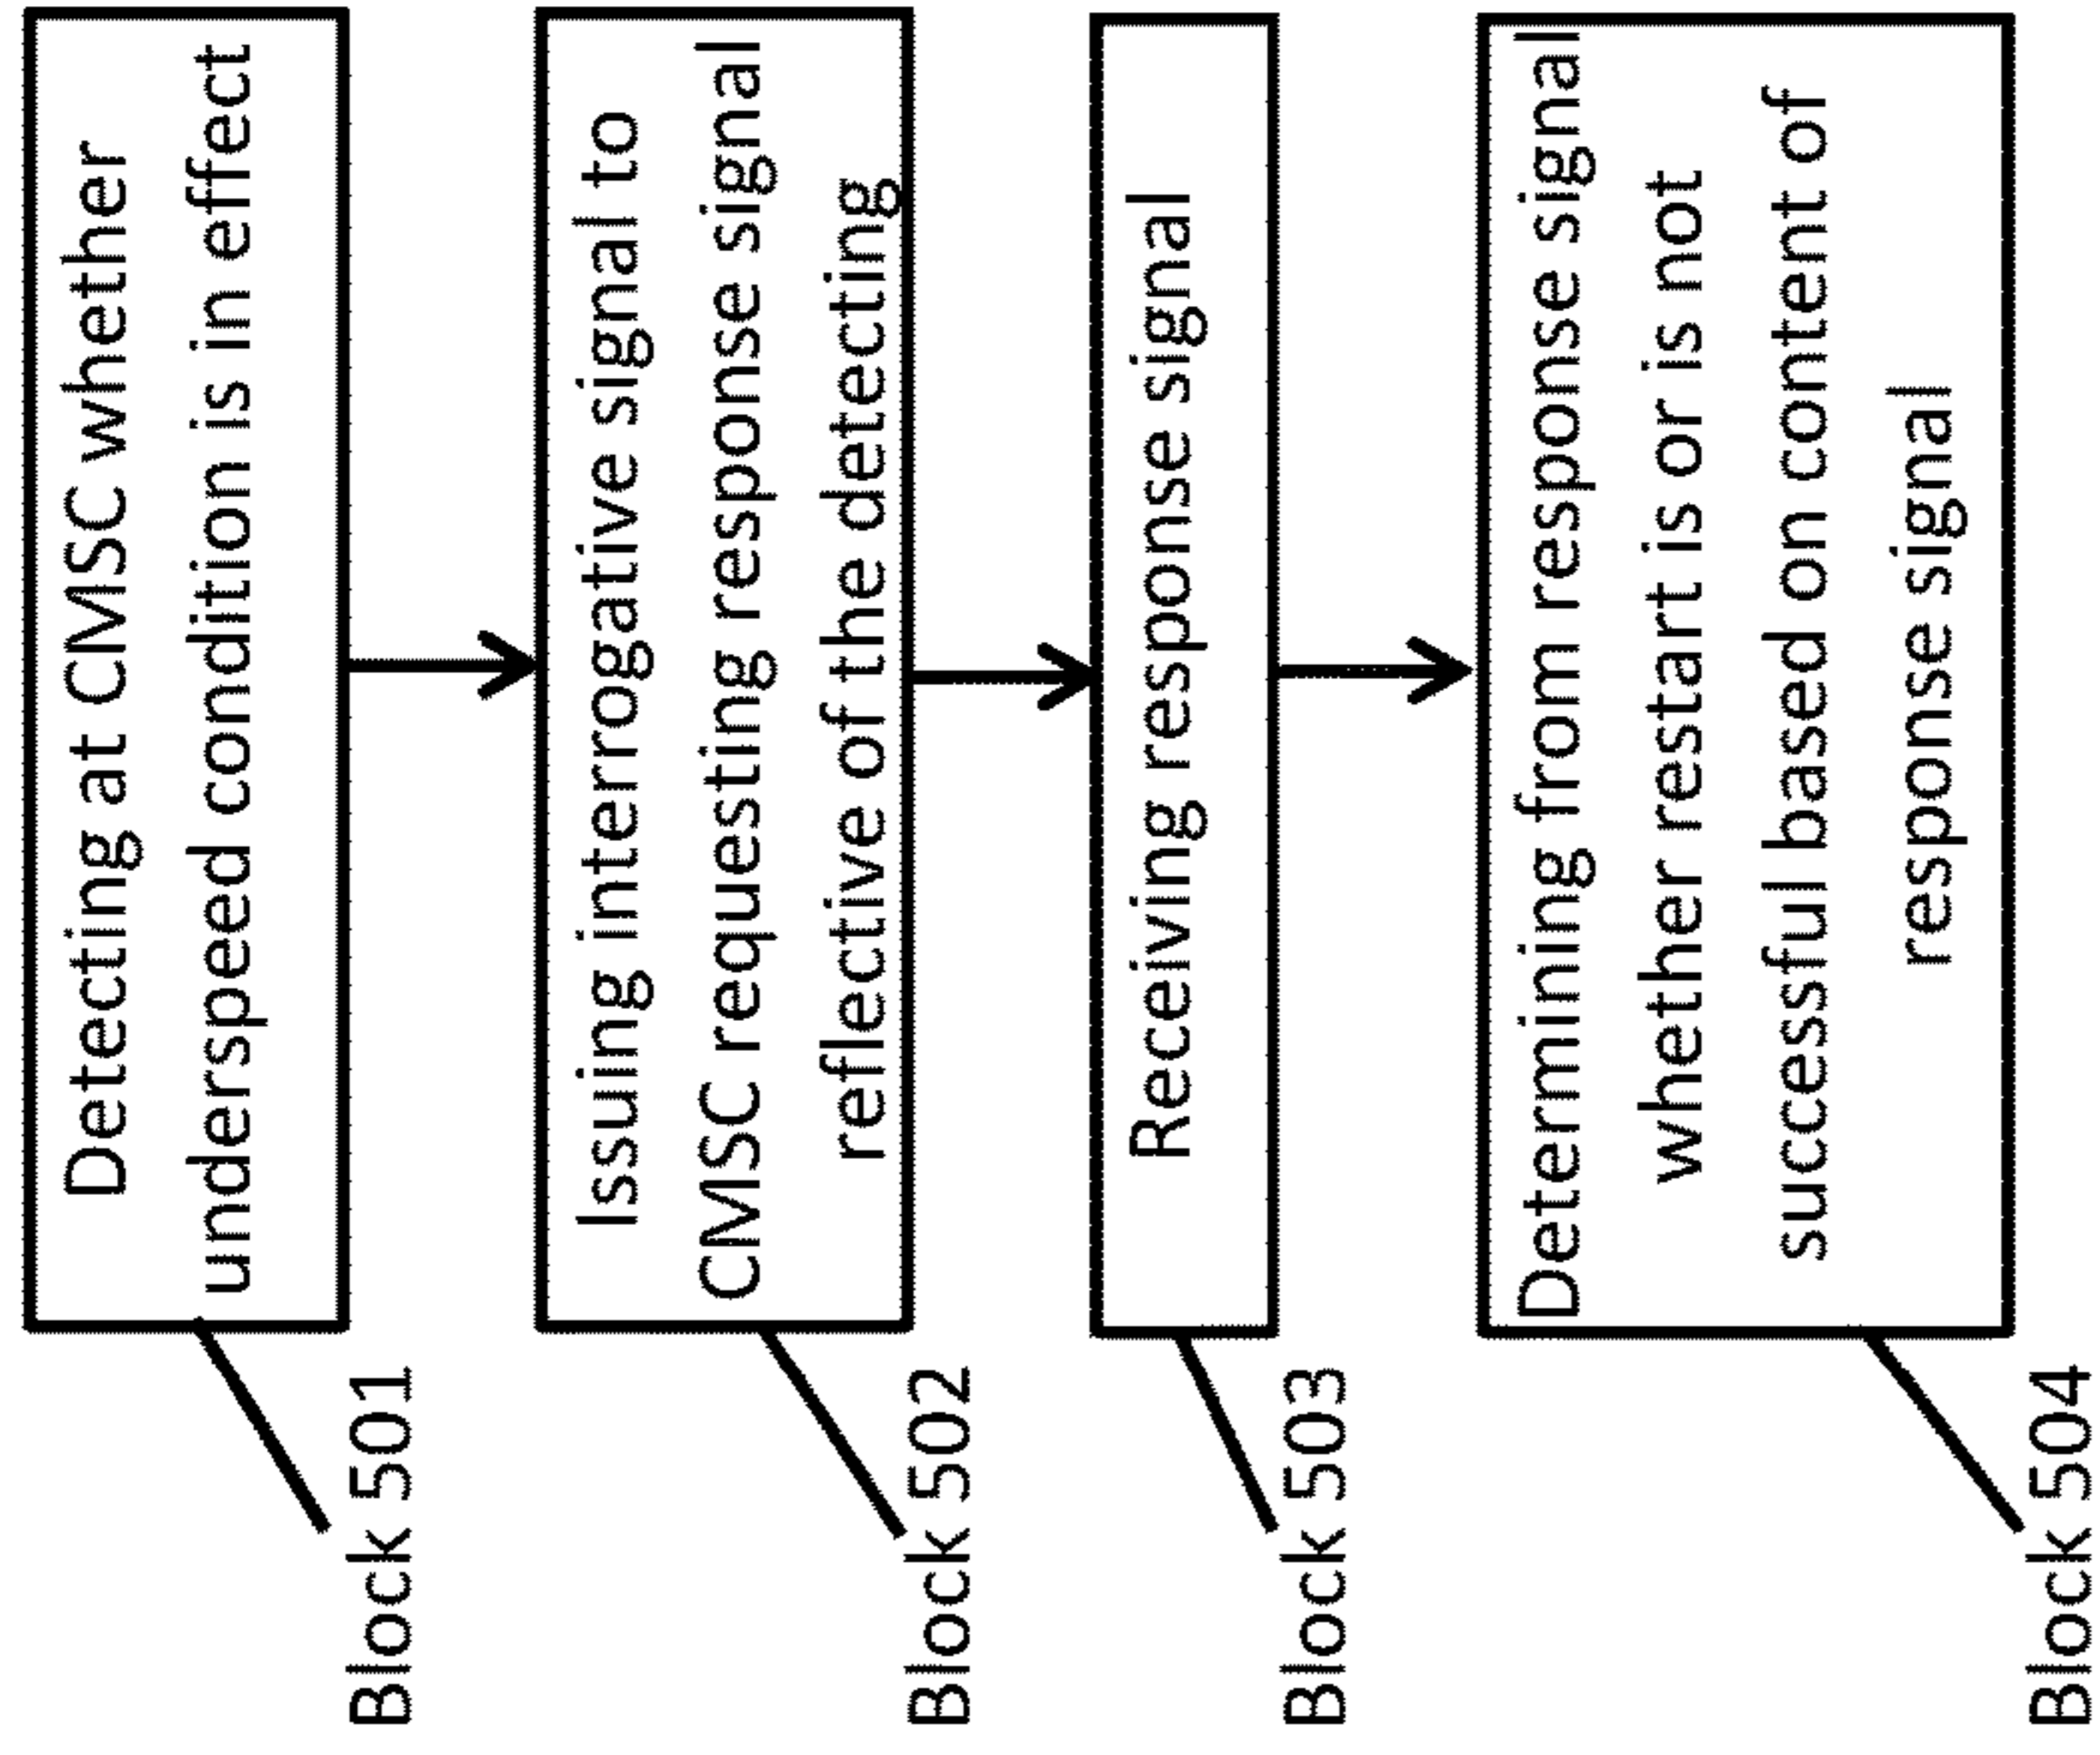 Detecting at CMSC whether
underspeed condition is in effect
Block 501
Issuing interrogative signal to
CMSC requesting response signal
reflective of the detecting
Block 502
Receiving response signal
Block 503
Determining from response signal
whether restart is or is not
successful based on content of
response signal
Block 504